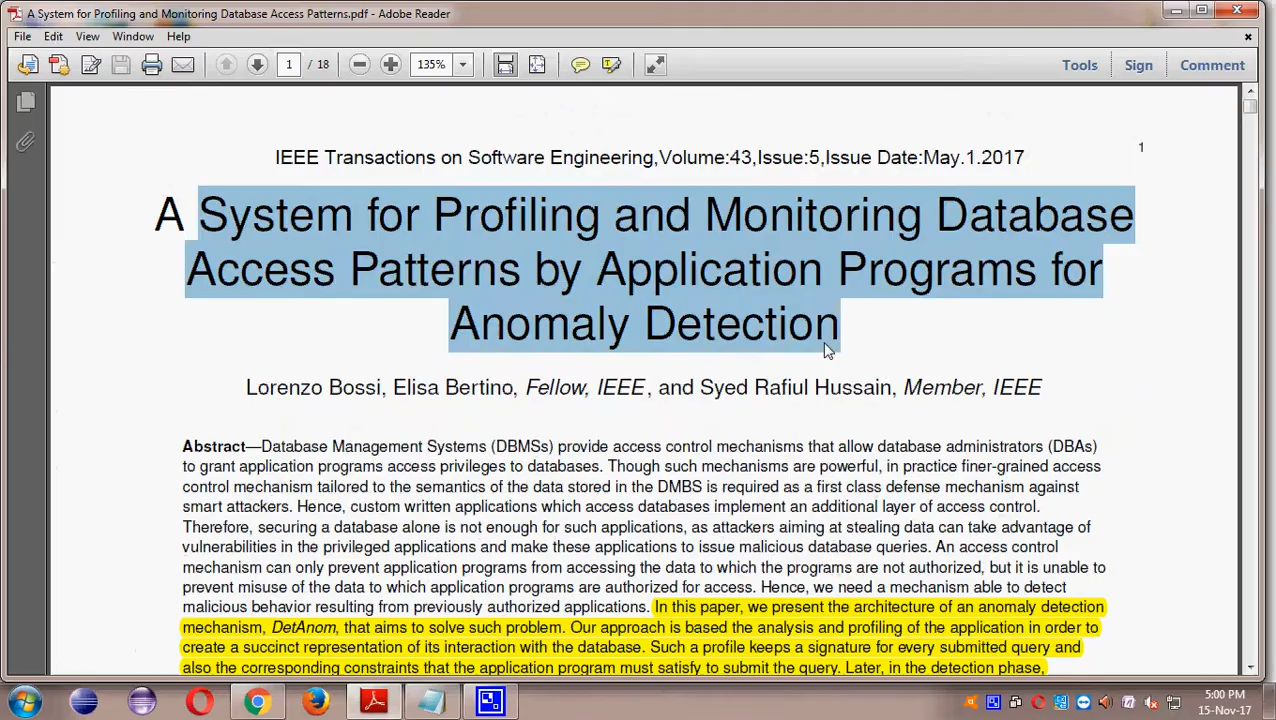 A System for Profiling and Monitoring Database Access Patterns.pdf - Adobe Reader
File Edit View Window Help
1 / 18 135% Tools Sign Comment
1
IEEE Transactions on Software Engineering,Volume:43,Issue:5,Issue Date:May.1.2017
A System for Profiling and Monitoring Database
Access Patterns by Application Programs for
Anomaly Detection
Lorenzo Bossi, Elisa Bertino, Fellow, IEEE, and Syed Rafiul Hussain, Member, IEEE
Abstract—Database Management Systems (DBMSs) provide access control mechanisms that allow database administrators (DBAs)
to grant application programs access privileges to databases. Though such mechanisms are powerful, in practice finer-grained access
control mechanism tailored to the semantics of the data stored in the DMBS is required as a first class defense mechanism against
smart attackers. Hence, custom written applications which access databases implement an additional layer of access control.
Therefore, securing a database alone is not enough for such applications, as attackers aiming at stealing data can take advantage of
vulnerabilities in the privileged applications and make these applications to issue malicious database queries. An access control
mechanism can only prevent application programs from accessing the data to which the programs are not authorized, but it is unable to
prevent misuse of the data to which application programs are authorized for access. Hence, we need a mechanism able to detect
malicious behavior resulting from previously authorized applications. In this paper, we present the architecture of an anomaly detection
mechanism, DetAnom, that aims to solve such problem. Our approach is based the analysis and profiling of the application in order to
create a succinct representation of its interaction with the database. Such a profile keeps a signature for every submitted query and
also the corresponding constraints that the application program must satisfy to submit the query. Later, in the detection phase,
5:00 PM
15-Nov-17